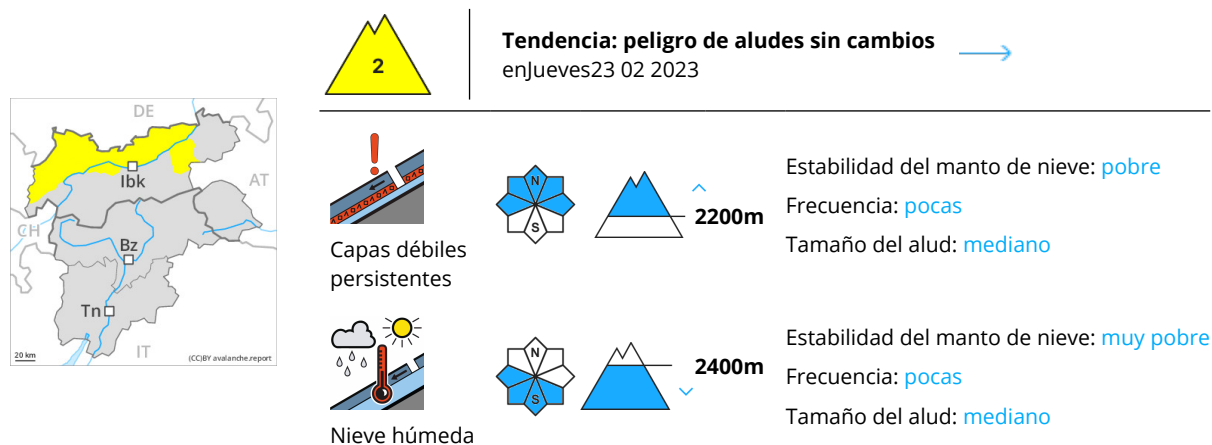 2
Tendencia: peligro de aludes sin cambios
enJueves23 02 2023
DE
Ibk
AT
CH
Bz
Tn
IT
20 km
(CC)BY avalanche.report
N
S
2200m
Estabilidad del manto de nieve: pobre
Frecuencia: pocas
Tamaño del alud: mediano
Capas débiles
persistentes
N
S
2400m
Estabilidad del manto de nieve: muy pobre
Frecuencia: pocas
Tamaño del alud: mediano
Nieve húmeda